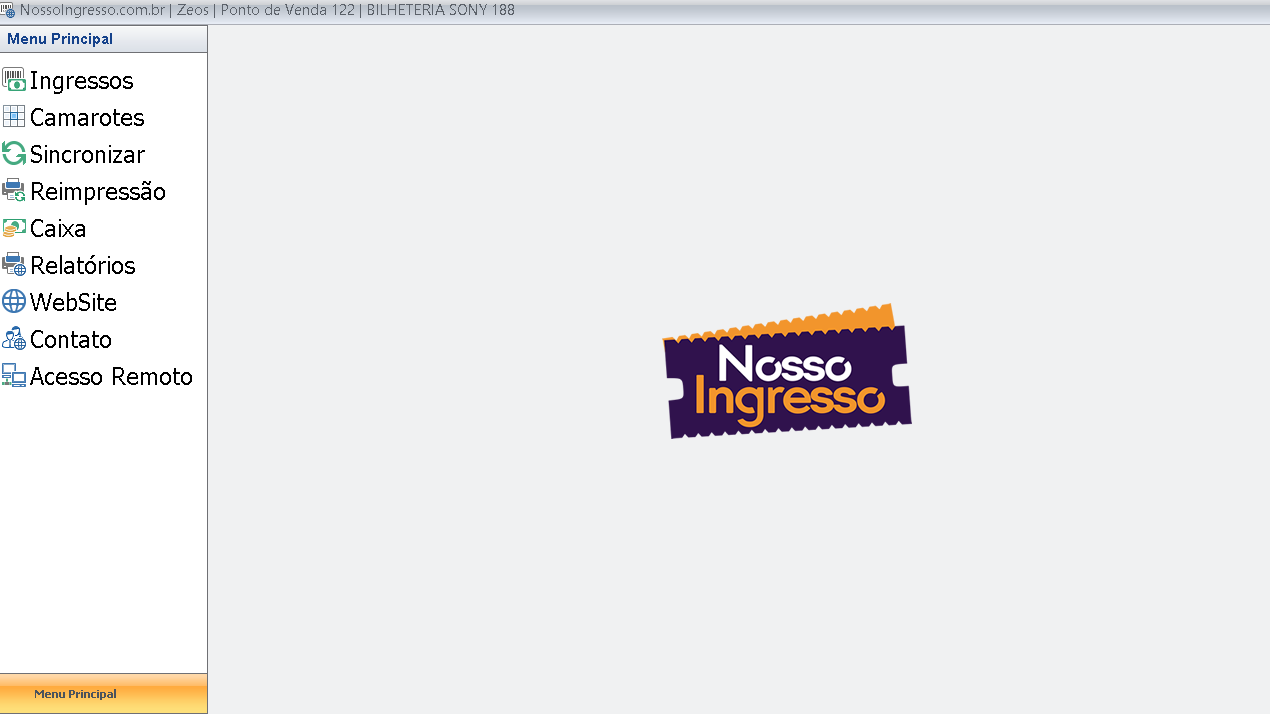 NossoIngresso.com.br | Zeos | Ponto de Venda 122 | BILHETERIA SONY 188
Menu Principal
Ingressos
Camarotes
Sincronizar
Reimpressão
Caixa
Relatórios
WebSite
Contato
Acesso Remoto
Nosso
Ingresso
Menu Principal